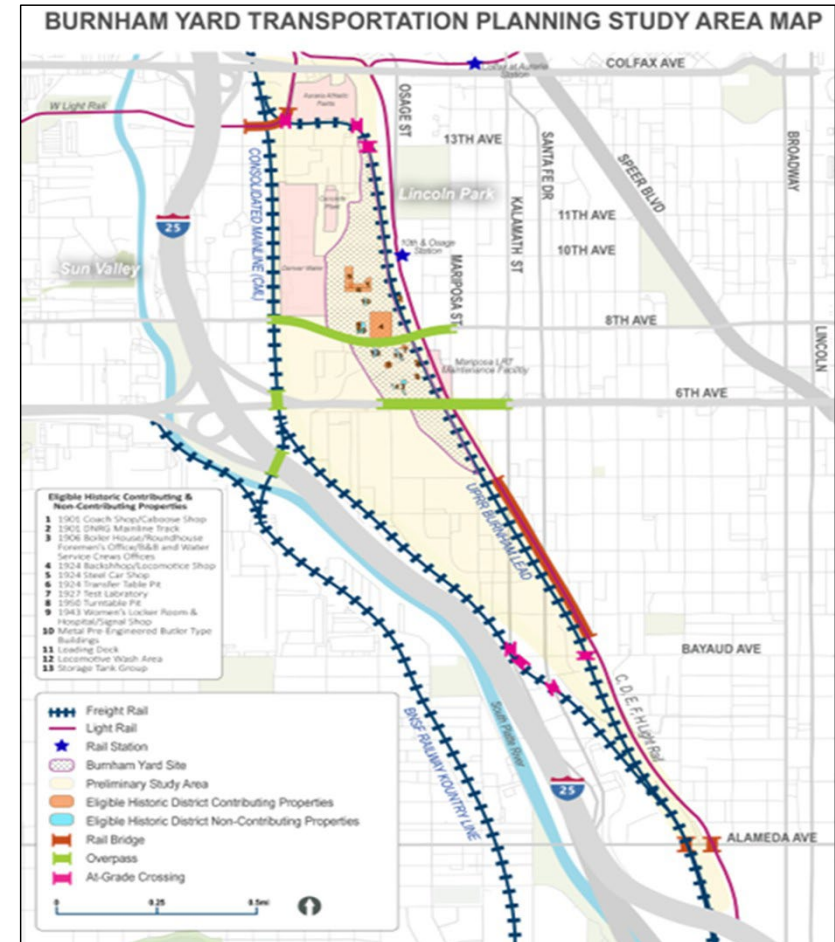 BURNHAM YARD TRANSPORTATION PLANNING STUDY AREA MAP
COLFAX AVE
Station
W Light Rail
OSAGE ST
13TH AVE
SANTA FE DR
SPEER BLVD
BROADWAY
CONSOLIDATED MAINLINE (CML)
Lincoln Park
KALAMATH ST
11TH AVE
25
10th & Osage
Station
10TH AVE
Sun Valley
Denver Water
MARIPOSA ST
4
8TH AVE
LINCOLN
Mariposa LRT
Maintenance Facility
6TH AVE
UPRR BURNHAM LEAD
Eligible Historic Contributing &
Non-Contributing Properties
1 1901 Coach Shop/Caboose Shop
2 1901 DNRG Mainline Track
3 1906 Boiler House/Roundhouse
Foremen's Office/B&B and Water
Service Crews Offices
4 1924 Backshhop/Locomotice Shop
5 1924 Steel Car Shop
6 1924 Transfer Table Pit
7 1927 Test Labratory
8 1950 Turntable Pit
9 1943 Women's Locker Room &
Hospital/Signal Shop
10 Metal Pre-Engineered Butler Type
Buildings
11 Loading Dock
12 Locomotive Wash Area
13 Storage Tank Group
BAYAUD AVE
C, D, E, F, H Light Rail
South Platte River
BNSF RAILWAY KOUNTRY LINE
25
ALAMEDA AVE
Freight Rail
Light Rail
Rail Station
Burnham Yard Site
Preliminary Study Area
Eligible Historic District Contributing Properties
Eligible Historic District Non-Contributing Properties
Rail Bridge
Overpass
At-Grade Crossing
0 0.25 0.5mi